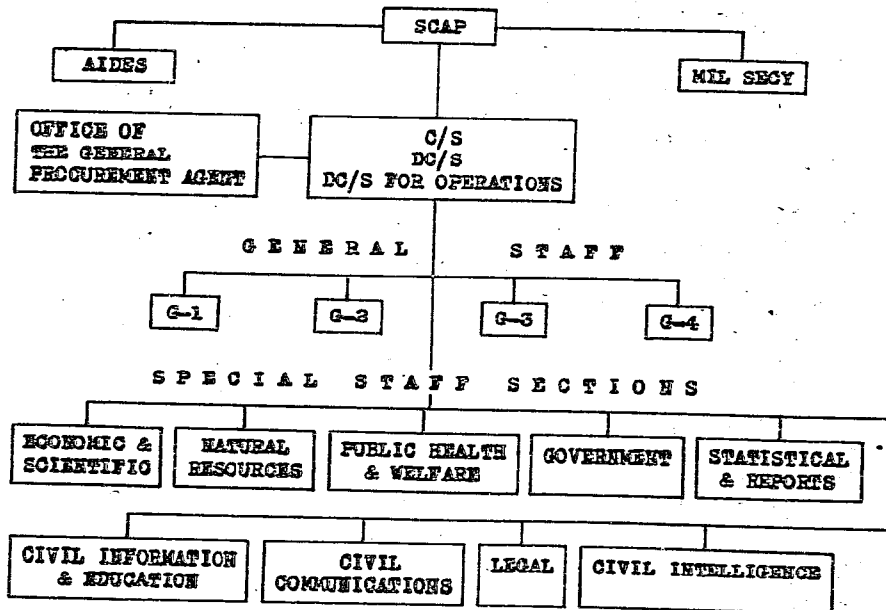 SCAP
AIDES
MIL SECY
OFFICE OF
THE GENERAL
PROCUREMENT AGENT
C/S
DC/S
DC/S FOR OPERATIONS
GENERAL STAFF
G-1
G-2
G-3
G-4
SPECIAL STAFF SECTIONS
ECONOMIC &
SCIENTIFIC
NATURAL
RESOURCES
PUBLIC HEALTH
& WELFARE
GOVERNMENT
STATISTICAL
& REPORTS
CIVIL INFORMATION
& EDUCATION
CIVIL
COMMUNICATIONS
LEGAL
CIVIL INTELLIGENCE